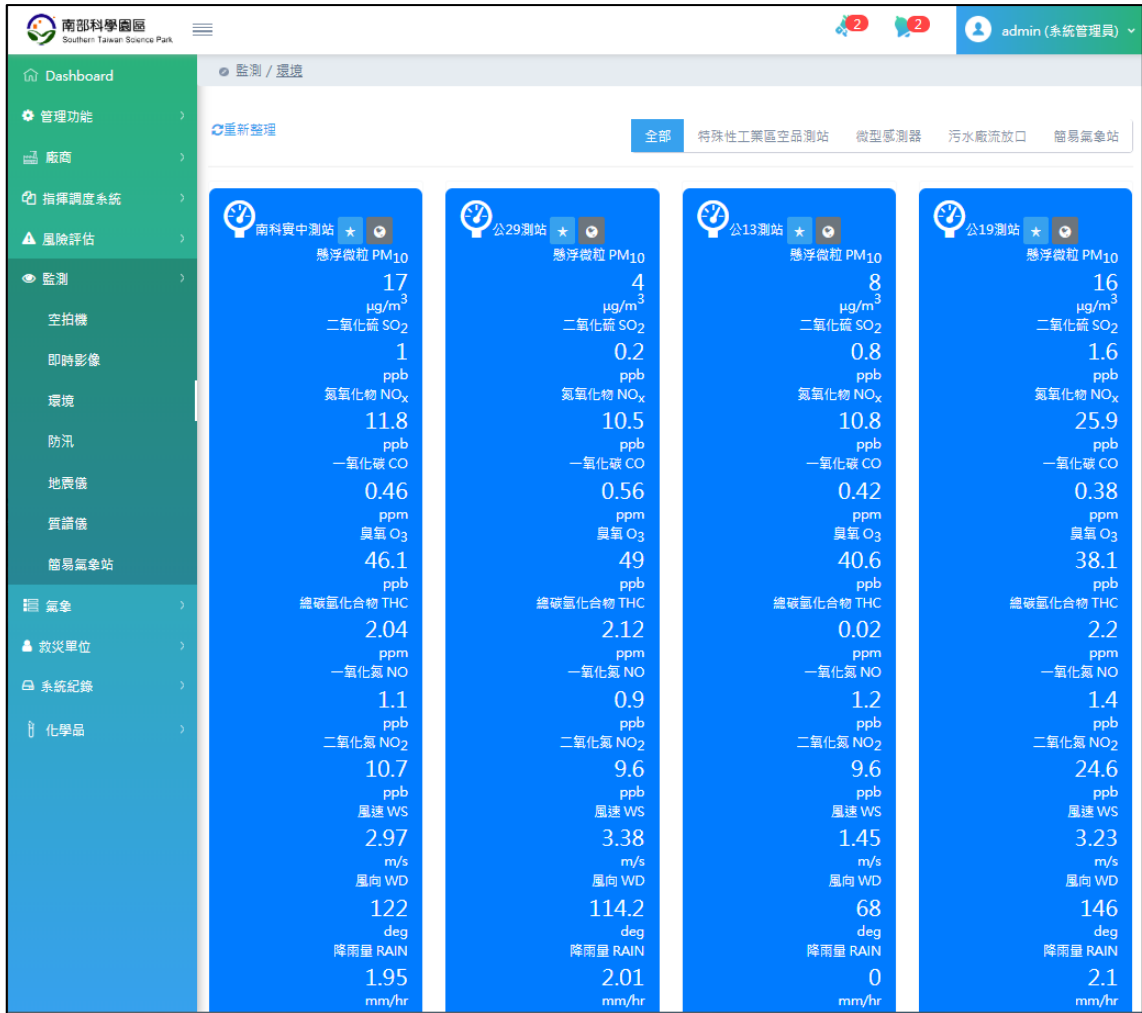 南部科學園區
Southern Taiwan Science Park
2
2
admin (系統管理員)
Dashboard
管理功能
廠商
指揮調度系統
風險評估
監測
空拍機
即時影像
環境
防汛
地震儀
質譜儀
簡易氣象站
氣象
救災單位
系統紀錄
化學品
監測 / 環境
重新整理
全部 特殊性工業區空品測站 微型感測器 污水廠流放口 簡易氣象站
南科實中測站
懸浮微粒 PM10
17
μg/m3
二氧化硫 SO2
1
ppb
氮氧化物 NOx
11.8
ppb
一氧化碳 CO
0.46
ppm
臭氧 O3
46.1
ppb
總碳氫化合物 THC
2.04
ppm
一氧化氮 NO
1.1
ppb
二氧化氮 NO2
10.7
ppb
風速 WS
2.97
m/s
風向 WD
122
deg
降雨量 RAIN
1.95
mm/hr
公29測站
懸浮微粒 PM10
4
μg/m3
二氧化硫 SO2
0.2
ppb
氮氧化物 NOx
10.5
ppb
一氧化碳 CO
0.56
ppm
臭氧 O3
49
ppb
總碳氫化合物 THC
2.12
ppm
一氧化氮 NO
0.9
ppb
二氧化氮 NO2
9.6
ppb
風速 WS
3.38
m/s
風向 WD
114.2
deg
降雨量 RAIN
2.01
mm/hr
公13測站
懸浮微粒 PM10
8
μg/m3
二氧化硫 SO2
0.8
ppb
氮氧化物 NOx
10.8
ppb
一氧化碳 CO
0.42
ppm
臭氧 O3
40.6
ppb
總碳氫化合物 THC
0.02
ppm
一氧化氮 NO
1.2
ppb
二氧化氮 NO2
9.6
ppb
風速 WS
1.45
m/s
風向 WD
68
deg
降雨量 RAIN
0
mm/hr
公19測站
懸浮微粒 PM10
16
μg/m3
二氧化硫 SO2
1.6
ppb
氮氧化物 NOx
25.9
ppb
一氧化碳 CO
0.38
ppm
臭氧 O3
38.1
ppb
總碳氫化合物 THC
2.2
ppm
一氧化氮 NO
1.4
ppb
二氧化氮 NO2
24.6
ppb
風速 WS
3.23
m/s
風向 WD
146
deg
降雨量 RAIN
2.1
mm/hr